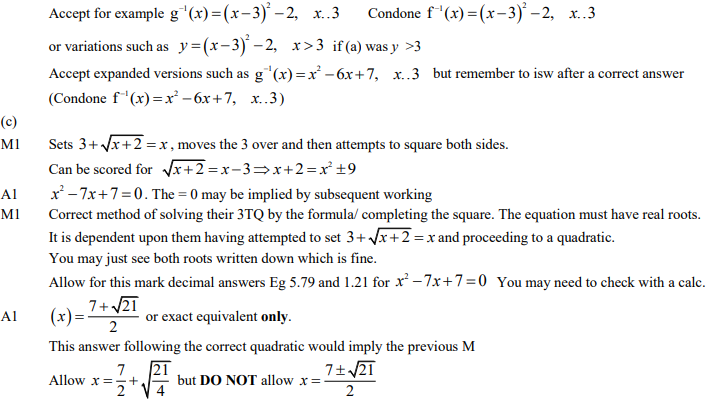 Accept for example g⁻¹(x)=(x−3)²−2, x..3 Condone f⁻¹(x)=(x−3)²−2, x..3
or variations such as y=(x−3)²−2, x>3 if (a) was y >3
Accept expanded versions such as g⁻¹(x)=x²−6x+7, x..3 but remember to isw after a correct answer
(Condone f⁻¹(x)=x²−6x+7, x..3)
(c)
M1 Sets 3+√(x+2)=x, moves the 3 over and then attempts to square both sides.
Can be scored for √(x+2)=x−3⇒x+2=x²±9
A1 x²−7x+7=0. The = 0 may be implied by subsequent working
M1 Correct method of solving their 3TQ by the formula/ completing the square. The equation must have real roots.
It is dependent upon them having attempted to set 3+√(x+2)=x and proceeding to a quadratic.
You may just see both roots written down which is fine.
Allow for this mark decimal answers Eg 5.79 and 1.21 for x²−7x+7=0 You may need to check with a calc.
A1 (x)=(7+√21)/2 or exact equivalent only.
This answer following the correct quadratic would imply the previous M
Allow x=7/2+√(21/4) but DO NOT allow x=(7±√21)/2